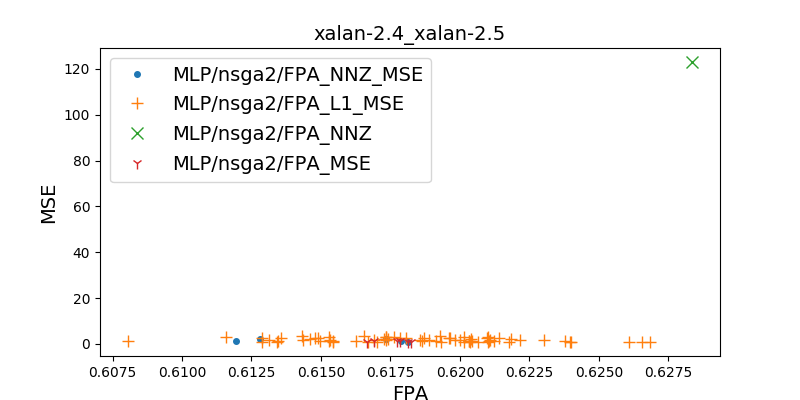 xalan-2.4_xalan-2.5
MLP/nsga2/FPA_NNZ_MSE
MLP/nsga2/FPA_L1_MSE
MLP/nsga2/FPA_NNZ
MLP/nsga2/FPA_MSE
MSE
120
100
80
60
40
20
0
0.6075 0.6100 0.6125 0.6150 0.6175 0.6200 0.6225 0.6250 0.6275
FPA